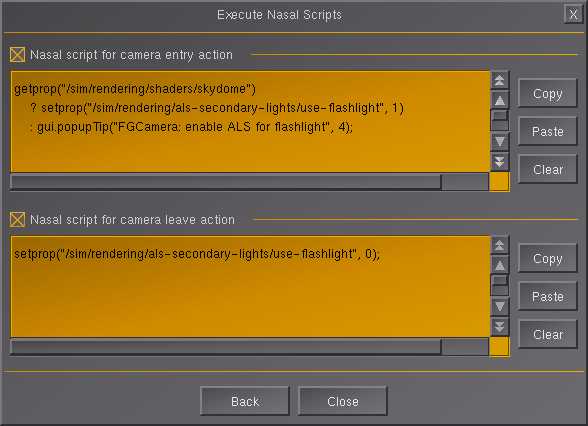 Execute Nasal Scripts
X
Nasal script for camera entry action
getprop("/sim/rendering/shaders/skydome")
? setprop("/sim/rendering/als-secondary-lights/use-flashlight", 1)
: gui.popupTip("FGCamera: enable ALS for flashlight", 4);
Copy
Paste
Clear
Nasal script for camera leave action
setprop("/sim/rendering/als-secondary-lights/use-flashlight", 0);
Copy
Paste
Clear
Back
Close